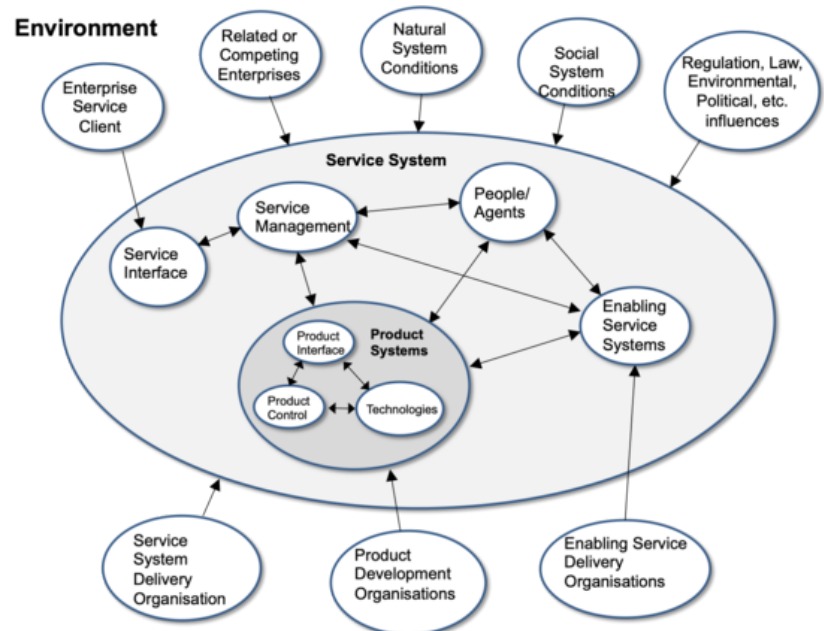 Environment
Related or
Competing
Enterprises
Natural
System
Conditions
Social
System
Conditions
Regulation, Law,
Environmental,
Political, etc.
influences
Enterprise
Service
Client
Service System
Service
Management
People/
Agents
Service
Interface
Enabling
Service
Systems
Product
Interface
Product
Systems
Product
Control
Technologies
Service
System
Delivery
Organisation
Product
Development
Organisations
Enabling Service
Delivery
Organisations